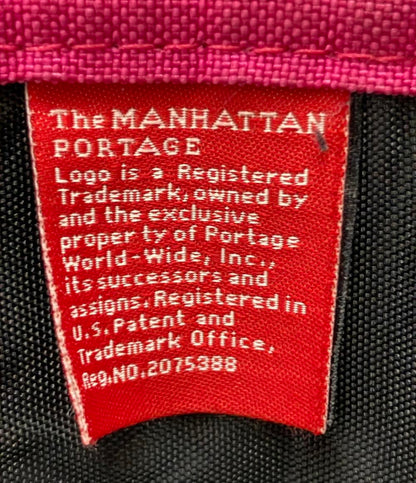 The MANHATTAN
PORTAGE
Logo is a Registered
Trademark, owned by
and the exclusive
property of Portage
World-Wide, Inc.,
its successors and
assigns. Registered in
U.S. Patent and
Trademark Office,
Reg.NO.2075388